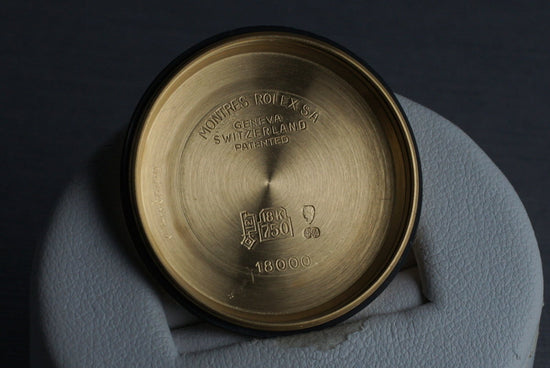 MONTRES ROLEX S.A
GENEVA
SWITZERLAND
PATENTED
18K
750
18000